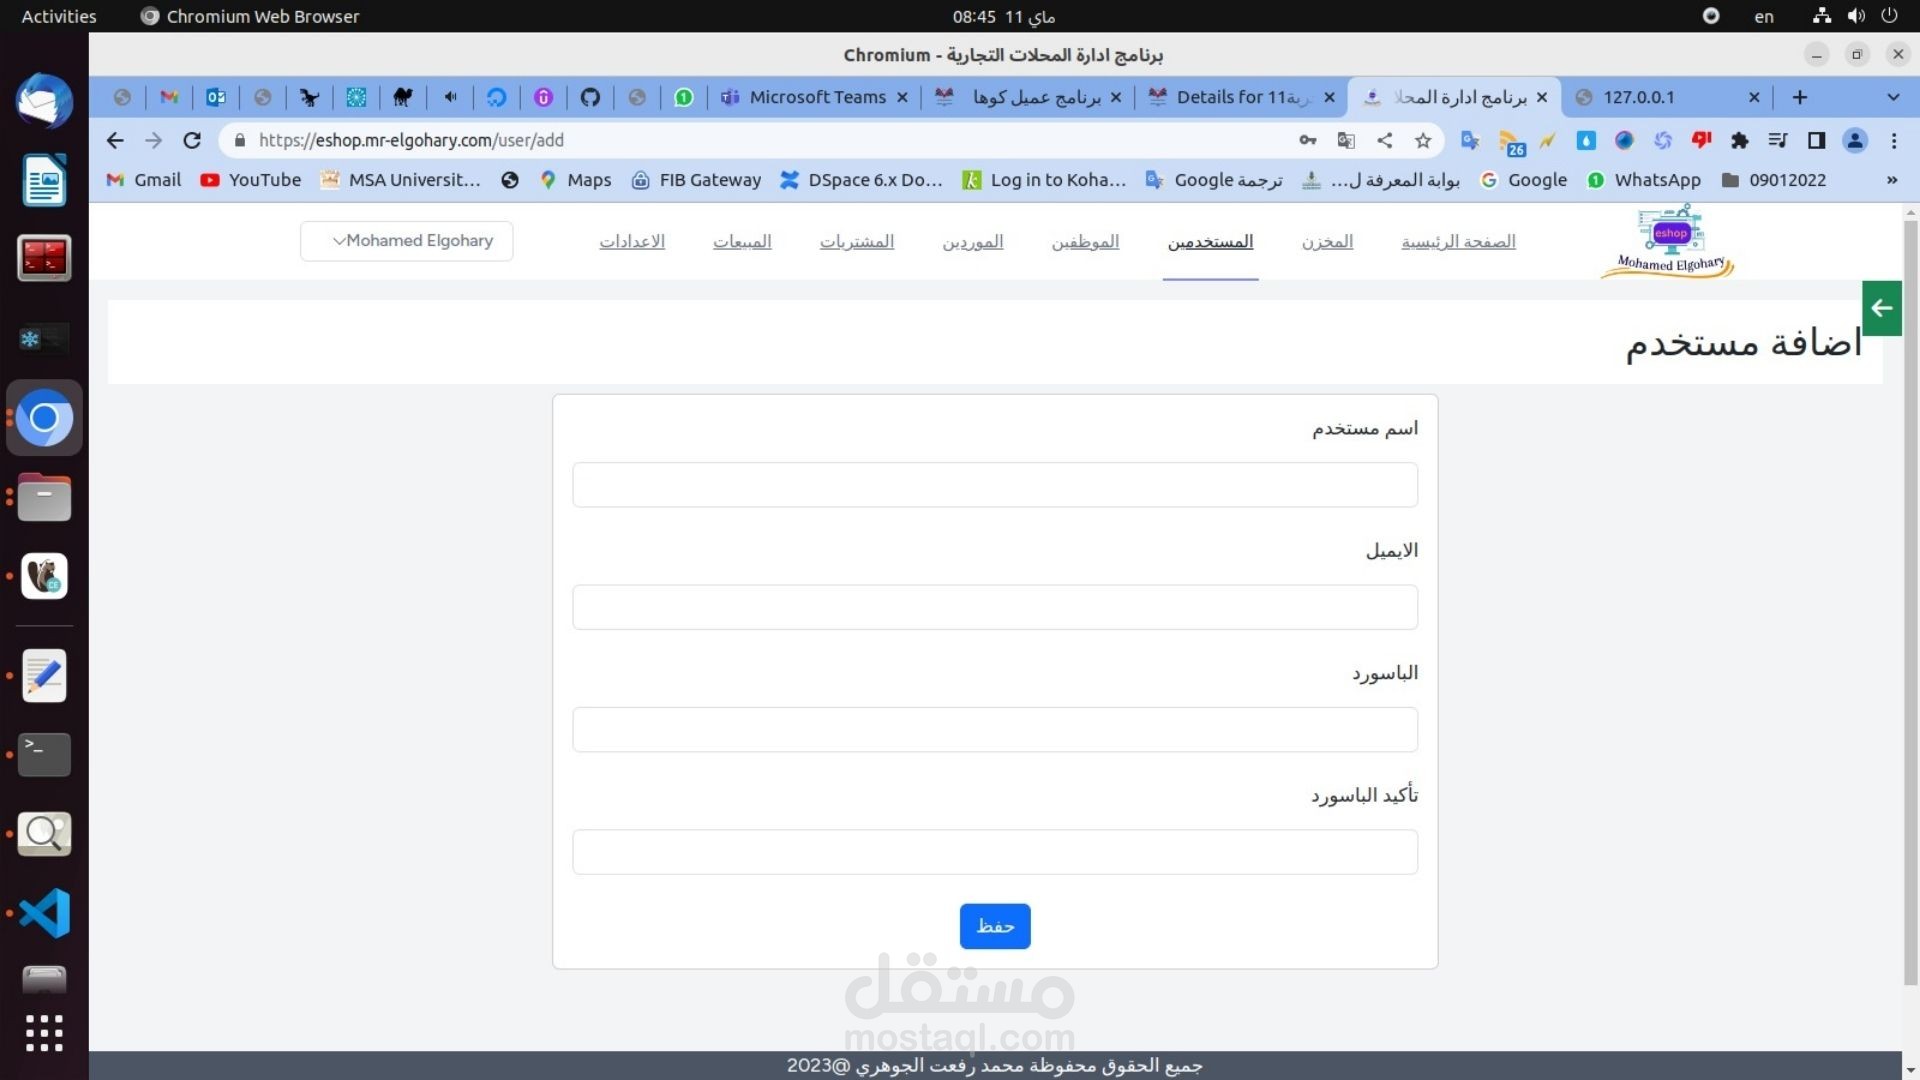 Activities
Chromium Web Browser
08:45 11 ماي
en
برنامج ادارة المحلات التجارية - Chromium
Microsoft Teams
برنامج عميل كوها
Details for 11
برنامج ادارة المحلا
127.0.0.1
https://eshop.mr-elgohary.com/user/add
26
Gmail
YouTube
MSA Universit...
Maps
FIB Gateway
DSpace 6.x Do...
Log in to Koha...
ترجمة Google
بوابة المعرفة ل...
Google
WhatsApp
09012022
»
eshop
Mohamed Elgohary
الصفحة الرئيسية
المخزن
المستخدمين
الموظفين
الموردين
المشتريات
المبيعات
الاعدادات
Mohamed Elgohary
اضافة مستخدم
اسم مستخدم
الايميل
الباسورد
تأكيد الباسورد
حفظ
مستقل
mostaql.com
جميع الحقوق محفوظة محمد رفعت الجوهري @2023